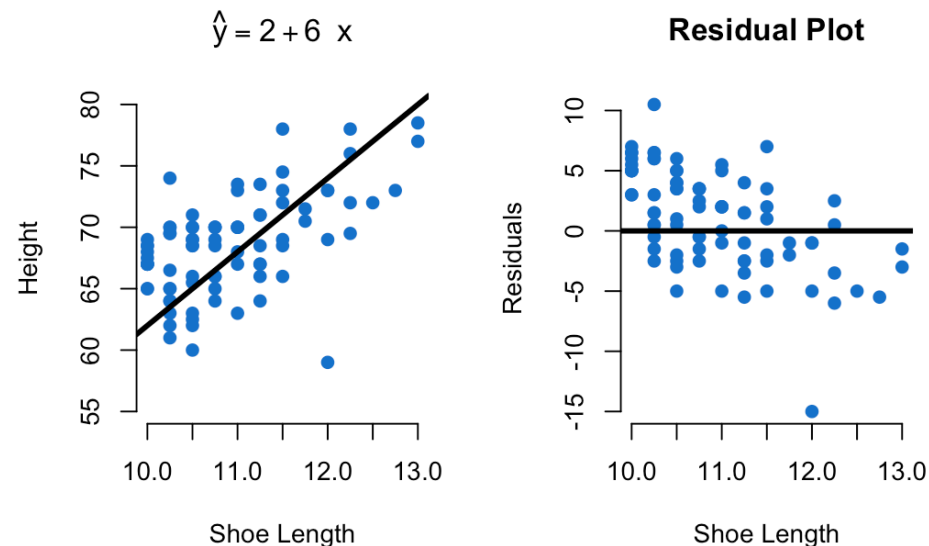 ŷ = 2 + 6 x
Height
80
75
70
65
60
55
10.0 11.0 12.0 13.0
Shoe Length
Residual Plot
Residuals
10
5
0
-5
-10
-15
10.0 11.0 12.0 13.0
Shoe Length